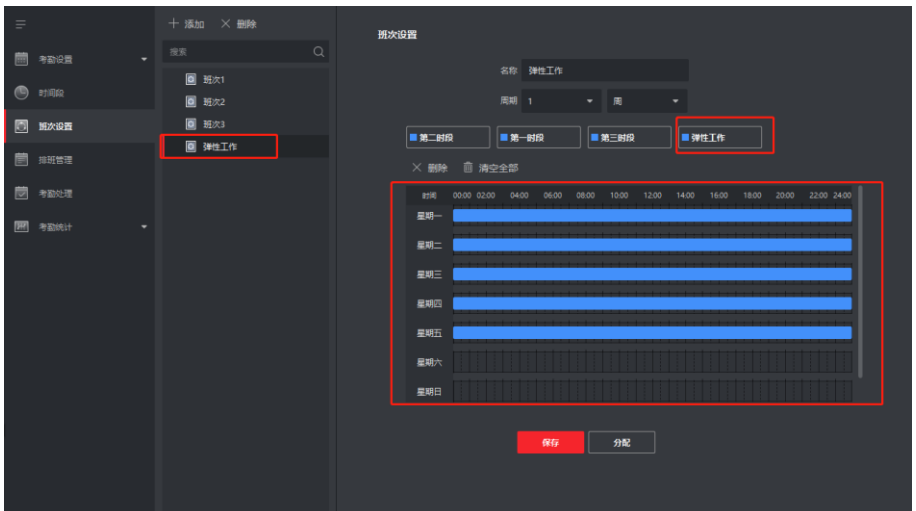 添加 删除
搜索
班次1
班次2
班次3
弹性工作
考勤设置
时间段
班次设置
排班管理
考勤处理
考勤统计
班次设置
名称 弹性工作
周期 1 周
第二时段 第一时段 第三时段 弹性工作
删除 清空全部
时间 00:00 02:00 04:00 06:00 08:00 10:00 12:00 14:00 16:00 18:00 20:00 22:00 24:00
星期一
星期二
星期三
星期四
星期五
星期六
星期日
保存 分配